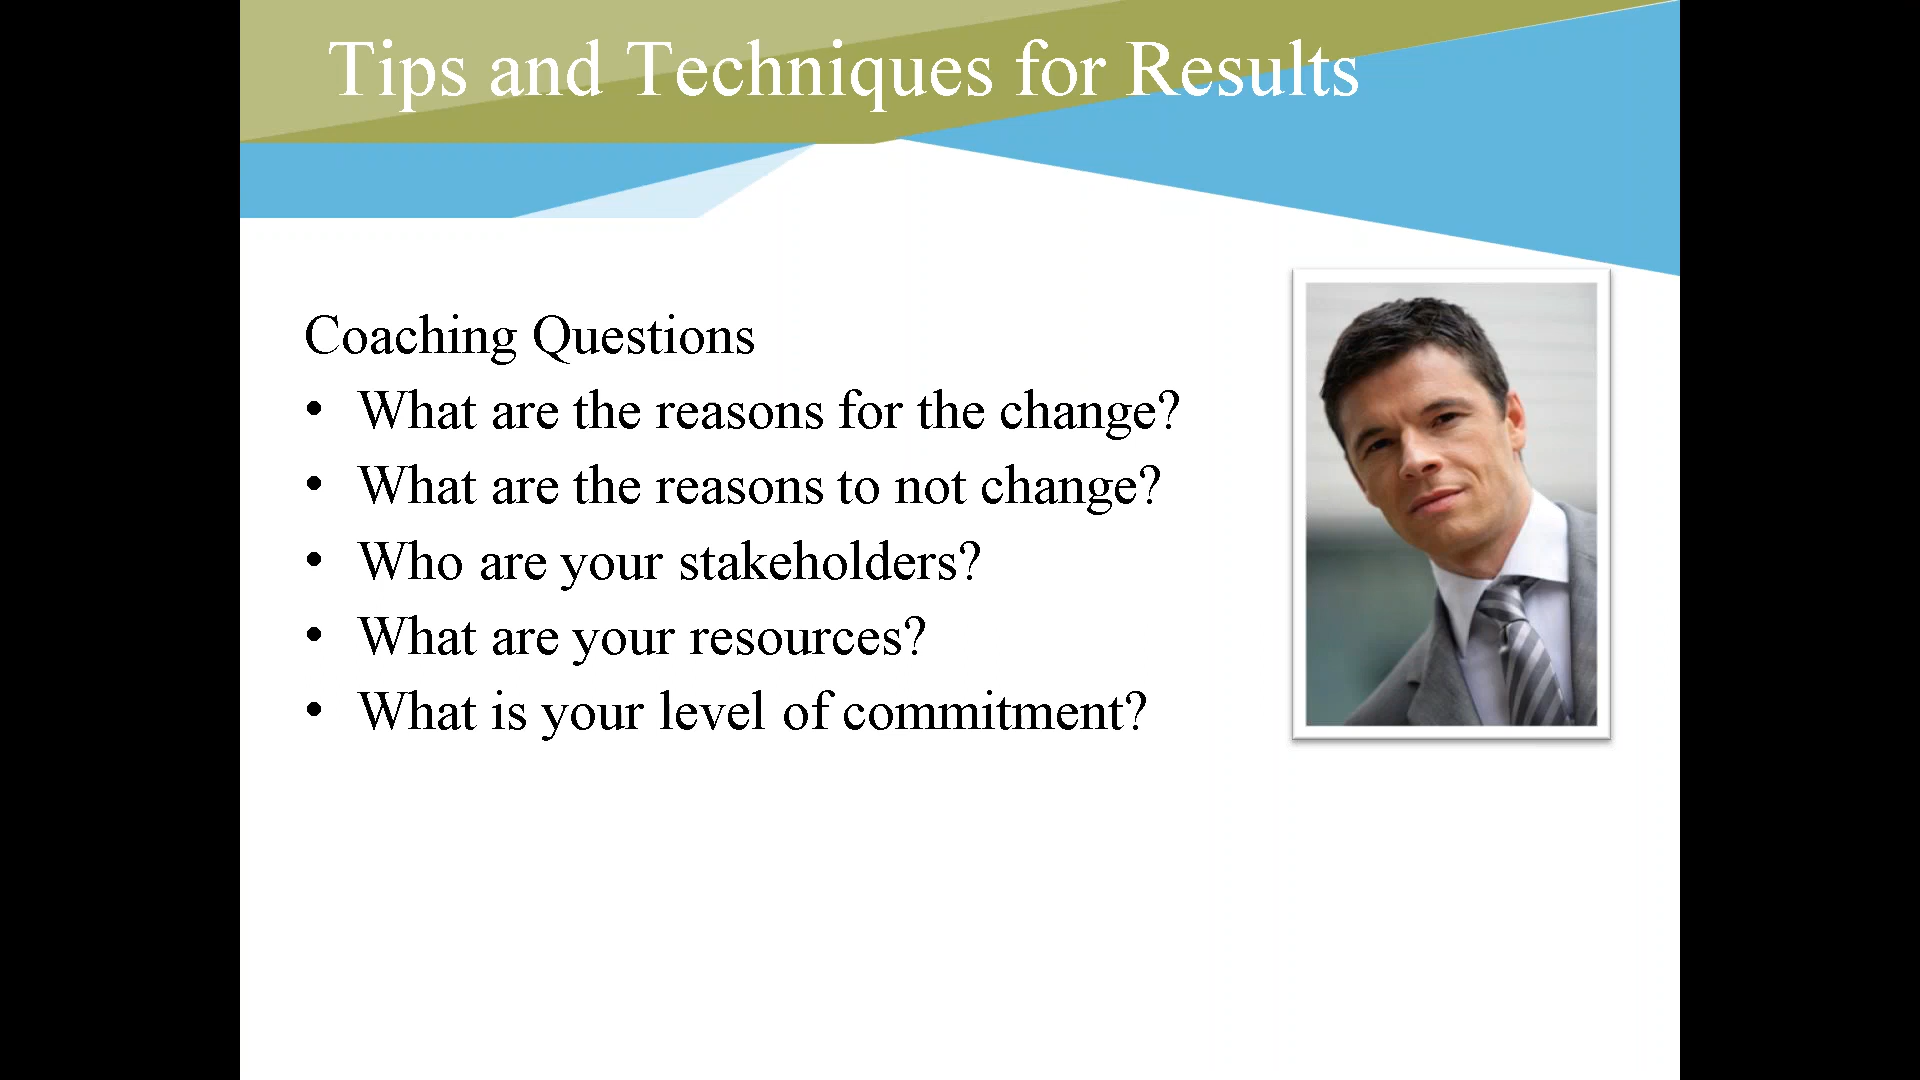 Tips and Techniques for Results
Coaching Questions
• What are the reasons for the change?
• What are the reasons to not change?
• Who are your stakeholders?
• What are your resources?
• What is your level of commitment?